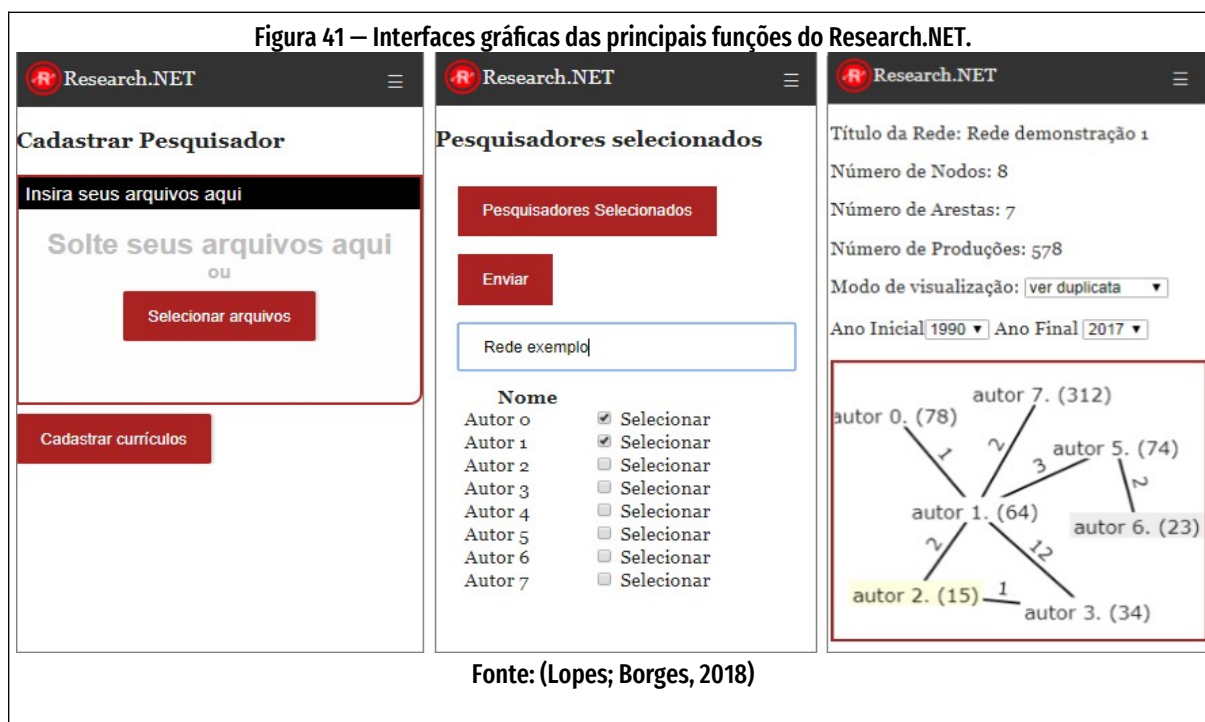 Figura 41 — Interfaces gráficas das principais funções do Research.NET.
R Research.NET ☰
Cadastrar Pesquisador
Insira seus arquivos aqui
Solte seus arquivos aqui
ou
Selecionar arquivos
Cadastrar currículos
R Research.NET ☰
Pesquisadores selecionados
Pesquisadores Selecionados
Enviar
Rede exemplo
Nome
Autor 0 Selecionar
Autor 1 Selecionar
Autor 2 Selecionar
Autor 3 Selecionar
Autor 4 Selecionar
Autor 5 Selecionar
Autor 6 Selecionar
Autor 7 Selecionar
R Research.NET ☰
Título da Rede: Rede demonstração 1
Número de Nodos: 8
Número de Arestas: 7
Número de Produções: 578
Modo de visualização: ver duplicata
Ano Inicial 1990 Ano Final 2017
autor 7. (312)
autor 0. (78)
1
2
3
autor 5. (74)
2
autor 1. (64)
autor 6. (23)
2
12
autor 2. (15)
1
autor 3. (34)
Fonte: (Lopes; Borges, 2018)